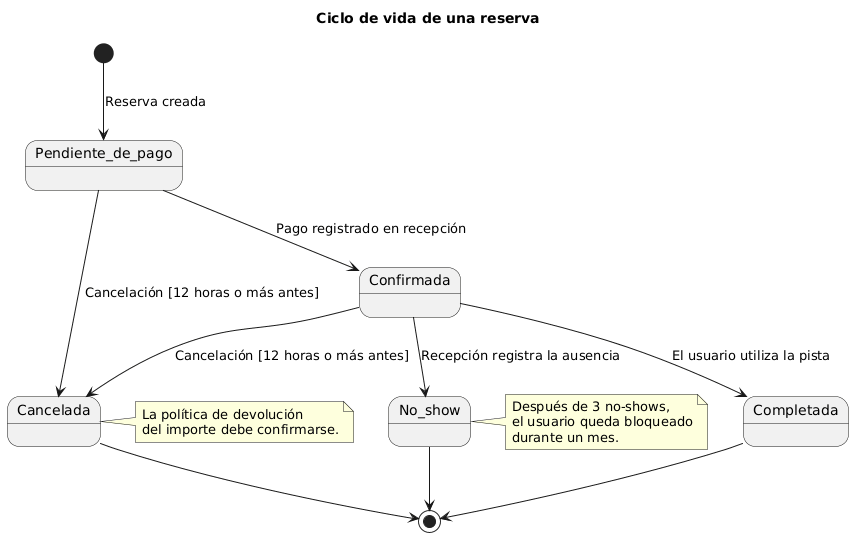 Ciclo de vida de una reserva
Reserva creada
Pendiente_de_pago
Pago registrado en recepción
Confirmada
Cancelación [12 horas o más antes]
Cancelación [12 horas o más antes]
Recepción registra la ausencia
El usuario utiliza la pista
Cancelada
La política de devolución
del importe debe confirmarse.
No_show
Después de 3 no-shows,
el usuario queda bloqueado
durante un mes.
Completada